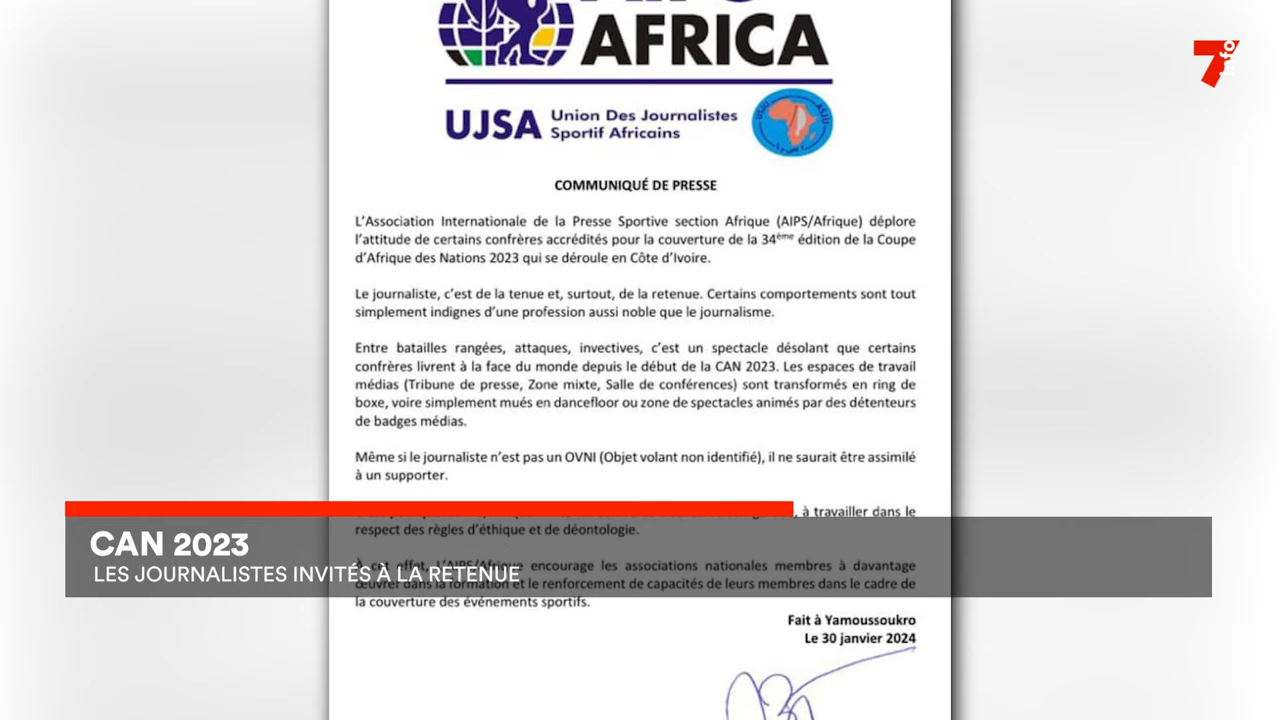 AFRICA
7 info
UJSA Union Des Journalistes
Sportif Africains
COMMUNIQUÉ DE PRESSE
L’Association Internationale de la Presse Sportive section Afrique (AIPS/Afrique) déplore
l’attitude de certains confrères accrédités pour la couverture de la 34ème édition de la Coupe
d’Afrique des Nations 2023 qui se déroule en Côte d’Ivoire.
Le journaliste, c’est de la tenue et, surtout, de la retenue. Certains comportements sont tout
simplement indignes d’une profession aussi noble que le journalisme.
Entre batailles rangées, attaques, invectives, c’est un spectacle désolant que certains
confrères livrent à la face du monde depuis le début de la CAN 2023. Les espaces de travail
médias (Tribune de presse, Zone mixte, Salle de conférences) sont transformés en ring de
boxe, voire simplement mués en dancefloor ou zone de spectacles animés par des détenteurs
de badges médias.
Même si le journaliste n’est pas un OVNI (Objet volant non identifié), il ne saurait être assimilé
à un supporter.
, à travailler dans le
respect des règles d’éthique et de déontologie.
À cet effet, L’AIPS/Afrique encourage les associations nationales membres à davantage
œuvrer dans la formation et le renforcement de capacités de leurs membres dans le cadre de
la couverture des événements sportifs.
Fait à Yamoussoukro
Le 30 janvier 2024
CAN 2023
LES JOURNALISTES INVITÉS À LA RETENUE